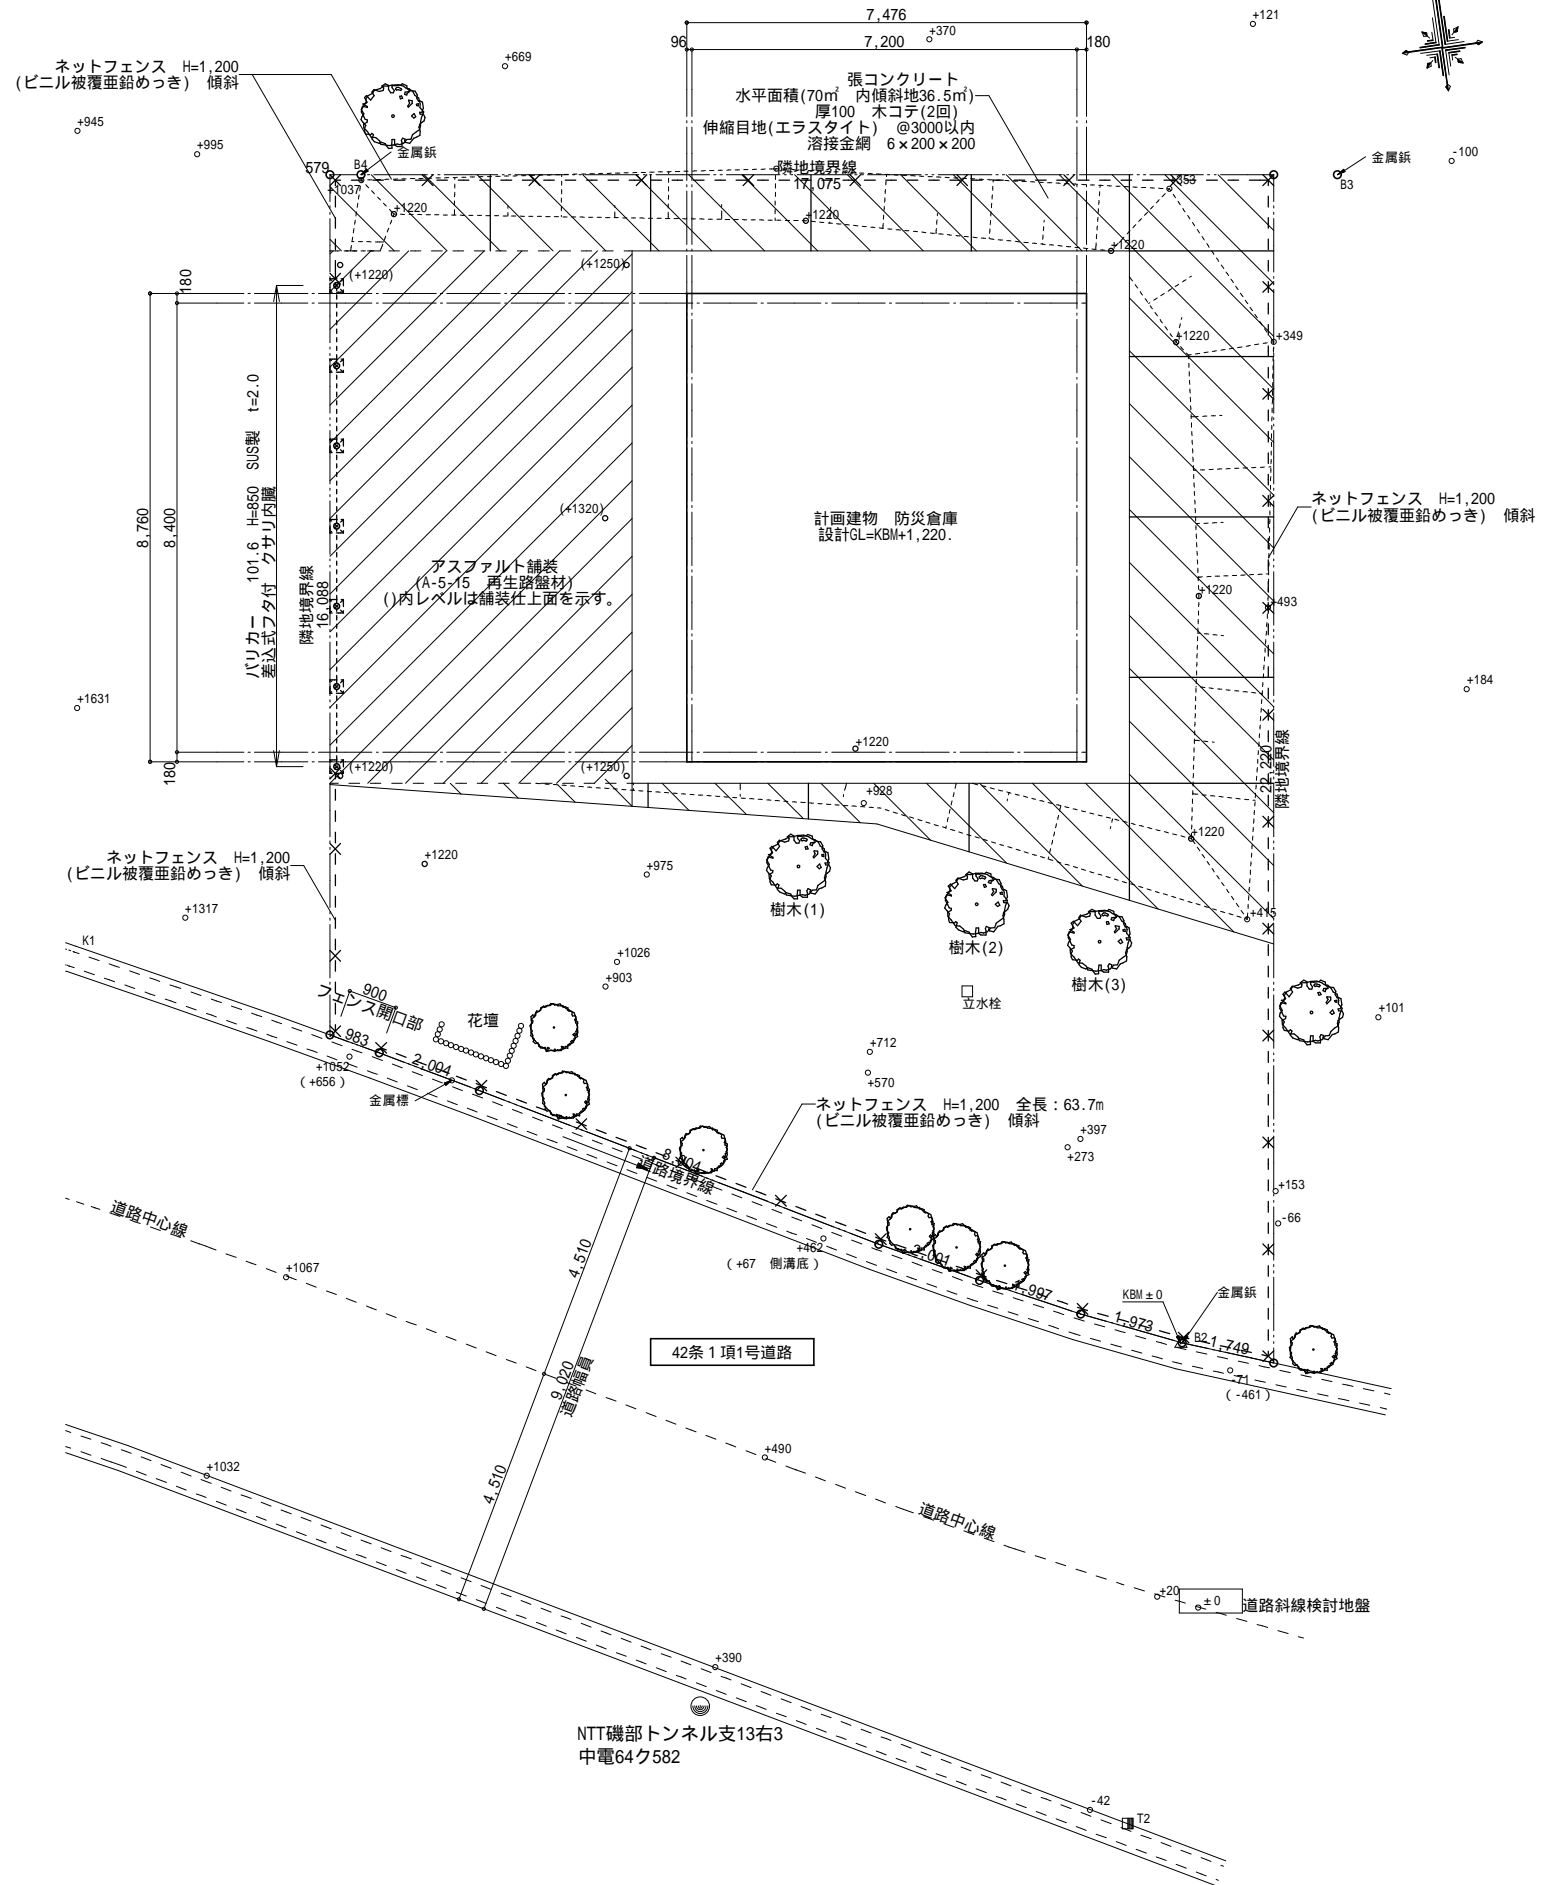 7,476
+370
+121
96
7,200
180
+669
ネットフェンス H=1,200
(ビニル被覆亜鉛めっき) 傾斜
張コンクリート
水平面積(70㎡ 内傾斜地36.5㎡)
厚100 木コテ(2回)
伸縮目地(エラスタイト) @3000以内
溶接金網 6×200×200
+945
+995
金属鋲
B4
579
+1037
隣地境界線
17,075
+353
金属鋲
B3
-100
+1220
+1220
+1220
(+1220)
(+1250)
180
+1220
+349
8,760
8,400
バリカー 101.6 H=850 SUS製 t=2.0
差込式フタ付 クサリ内臓
隣地境界線
16,088
(+1320)
アスファルト舗装
(A-5-15 再生路盤材)
()内レベルは舗装仕上面を示す。
計画建物 防災倉庫
設計GL=KBM+1,220.
ネットフェンス H=1,200
(ビニル被覆亜鉛めっき) 傾斜
+1220
+493
+184
+1631
+1220
22,220
隣地境界線
180
(+1220)
(+1250)
+928
+1220
ネットフェンス H=1,200
(ビニル被覆亜鉛めっき) 傾斜
+1220
+975
樹木(1)
樹木(2)
樹木(3)
+415
+1317
K1
+1026
+903
立水栓
+101
900
フェンス開口部
花壇
983
+1052
(+656)
2,004
金属標
+712
+570
ネットフェンス H=1,200 全長:63.7m
(ビニル被覆亜鉛めっき) 傾斜
+397
+273
8,004
道路境界線
+153
-66
道路中心線
+1067
4,510
+462
(+67 側溝底)
2,001
1,997
KBM±0
金属鋲
1,973
B2
1,749
-71
(-461)
42条1項1号道路
9,020
道路幅員
+490
+1032
4,510
道路中心線
+20
±0
道路斜線検討地盤
+390
NTT磯部トンネル支13右3
中電64ク582
-42
T2